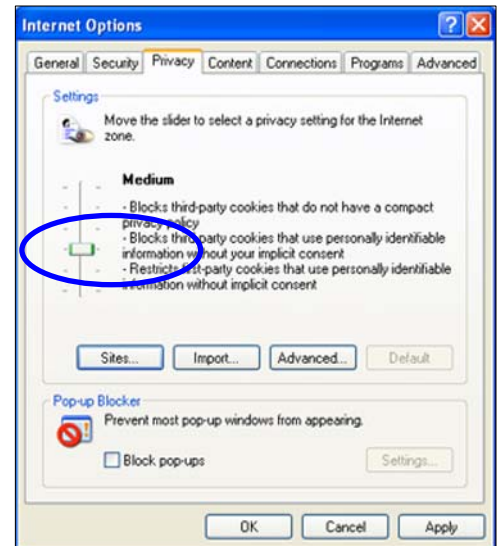 Internet Options
General Security Privacy Content Connections Programs Advanced
Settings
Move the slider to select a privacy setting for the Internet
zone.
Medium
- Blocks third-party cookies that do not have a compact
privacy policy
- Blocks third-party cookies that use personally identifiable
information without your implicit consent
- Restricts first-party cookies that use personally identifiable
information without implicit consent
Sites... Import... Advanced... Default
Pop-up Blocker
Prevent most pop-up windows from appearing.
Block pop-ups Settings...
OK Cancel Apply